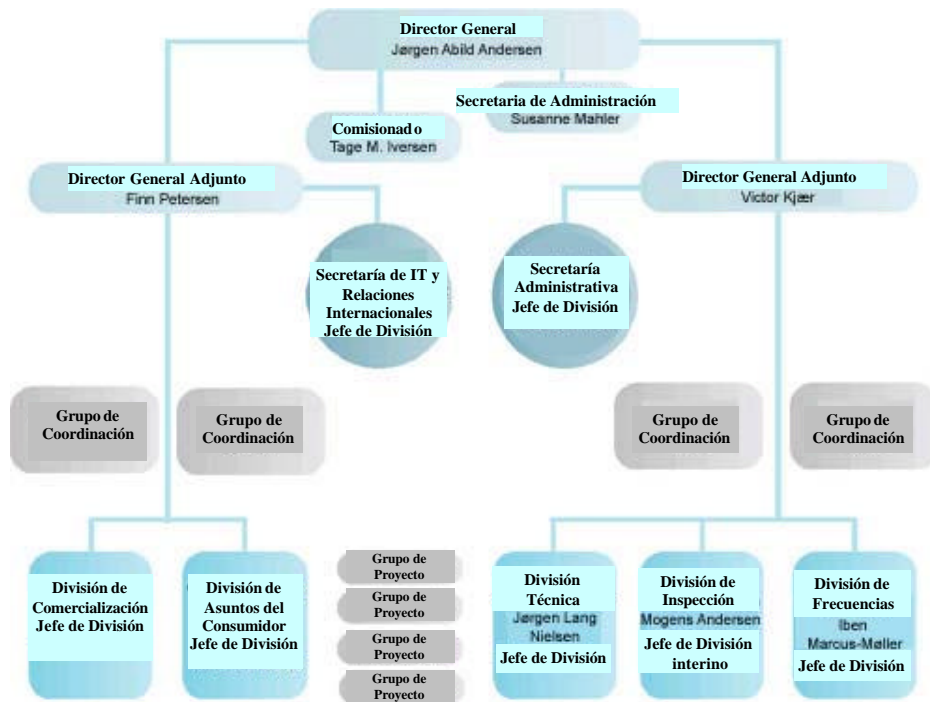 Director General
Jørgen Abild Andersen
Secretaria de Administración
Susanne Møhler
Comisionado
Tage M. Iversen
Director General Adjunto
Finn Petersen
Director General Adjunto
Victor Kjær
Secretaría de IT y
Relaciones
Internacionales
Jefe de División
Secretaría
Administrativa
Jefe de División
Grupo de
Coordinación
Grupo de
Coordinación
Grupo de
Coordinación
Grupo de
Coordinación
División de
Comercialización
Jefe de División
División de
Asuntos del
Consumidor
Jefe de División
Grupo de
Proyecto
Grupo de
Proyecto
Grupo de
Proyecto
Grupo de
Proyecto
División
Técnica
Jørgen Lang
Nielsen
Jefe de División
División de
Inspección
Mogens Andersen
Jefe de División
interino
División de
Frecuencias
Iben
Marcus-Møller
Jefe de División